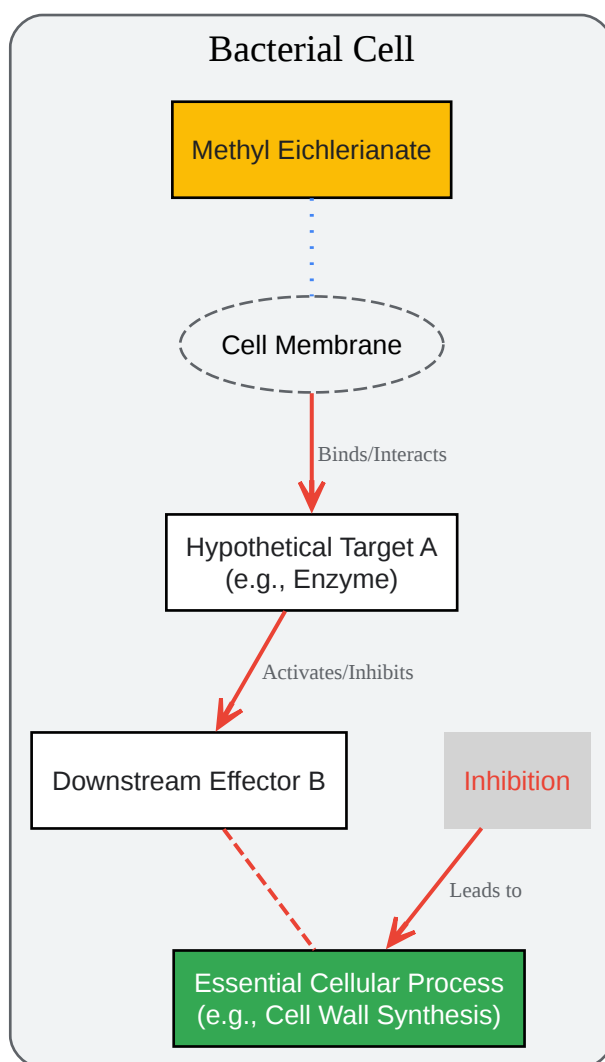 Bacterial Cell
Methyl Eichlerianate
Cell Membrane
Binds/Interacts
Hypothetical Target A
(e.g., Enzyme)
Activates/Inhibits
Downstream Effector B
Inhibition
Leads to
Essential Cellular Process
(e.g., Cell Wall Synthesis)